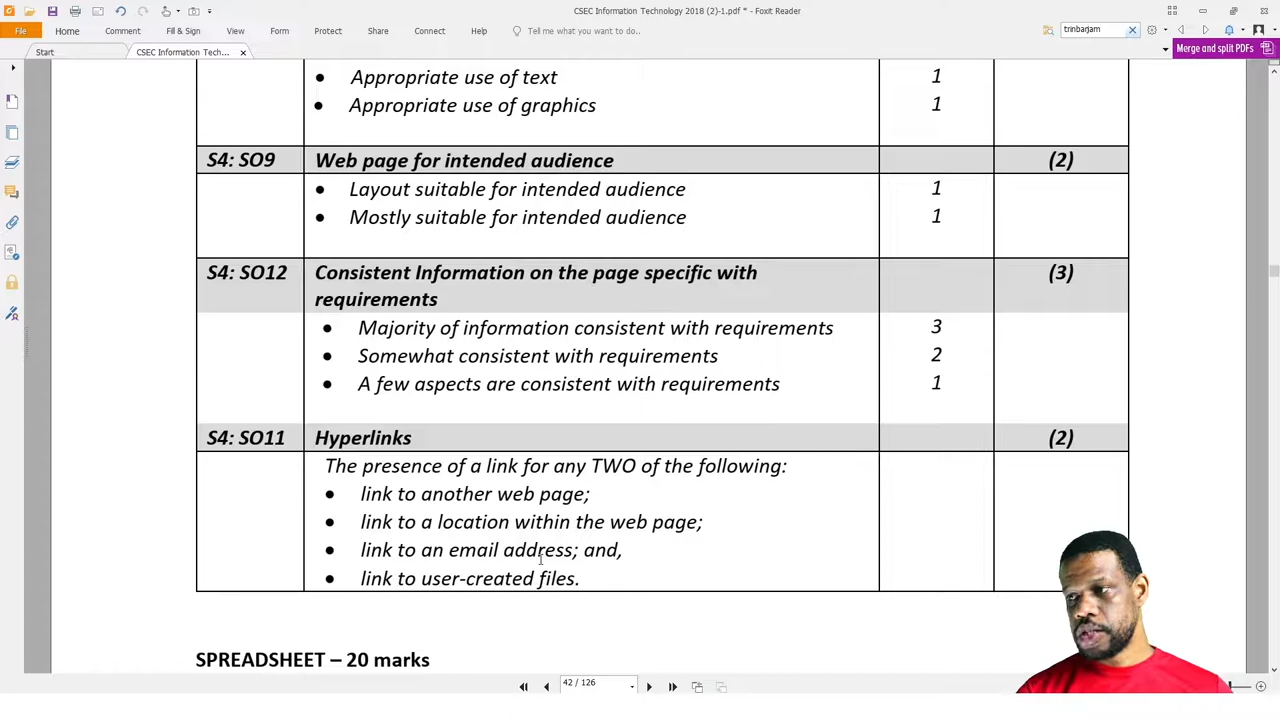 CSEC Information Technology 2018 (2)-1.pdf * - Foxit Reader
File Home Comment Fill & Sign View Form Protect Share Connect Help Tell me what you want to do.. trinbarjam
Start CSEC Information Tech... Merge and split PDFs
• Appropriate use of text 1
• Appropriate use of graphics 1
S4: SO9 Web page for intended audience (2)
• Layout suitable for intended audience 1
• Mostly suitable for intended audience 1
S4: SO12 Consistent Information on the page specific with (3)
requirements
• Majority of information consistent with requirements 3
• Somewhat consistent with requirements 2
• A few aspects are consistent with requirements 1
S4: SO11 Hyperlinks (2)
The presence of a link for any TWO of the following:
• link to another web page;
• link to a location within the web page;
• link to an email address; and,
• link to user-created files.
SPREADSHEET – 20 marks
42 / 126